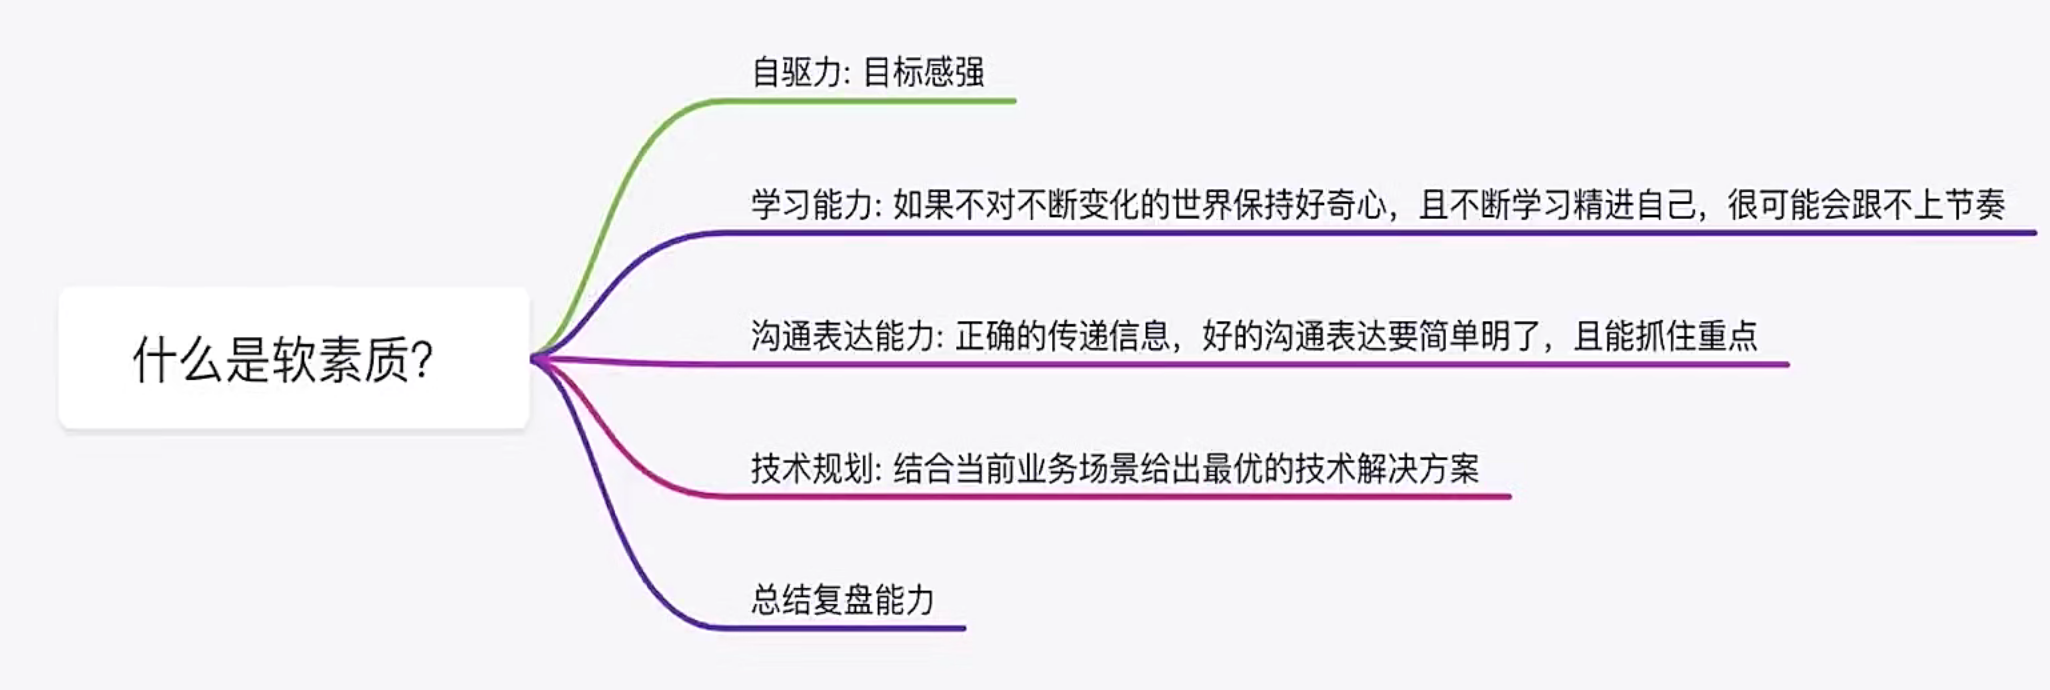 什么是软素质？
自驱力: 目标感强
学习能力: 如果不对不断变化的世界保持好奇心，且不断学习精进自己，很可能会跟不上节奏
沟通表达能力: 正确的传递信息，好的沟通表达要简单明了，且能抓住重点
技术规划: 结合当前业务场景给出最优的技术解决方案
总结复盘能力